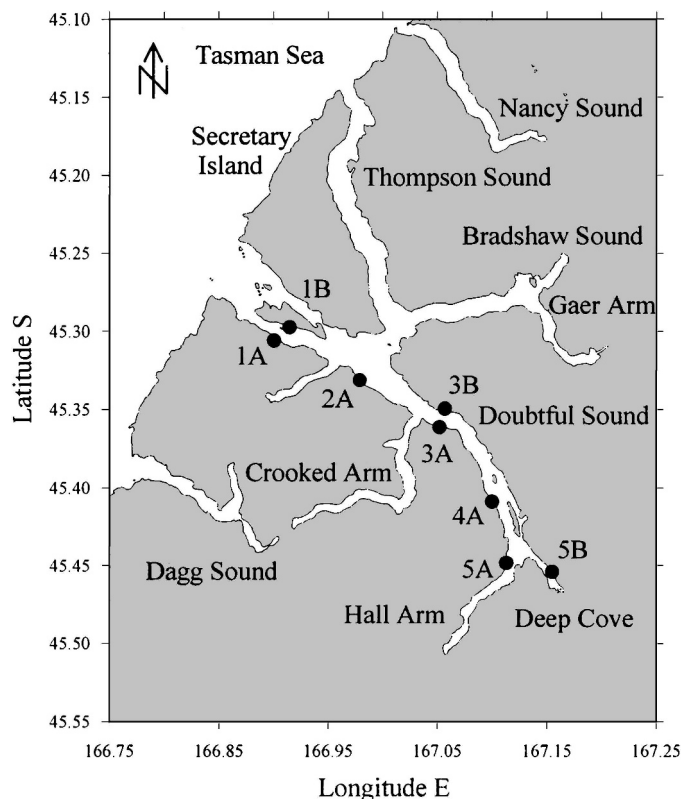 45.10
45.15
45.20
45.25
45.30
45.35
45.40
45.45
45.50
45.55
Latitude S
N
Tasman Sea
Nancy Sound
Secretary
Island
Thompson Sound
Bradshaw Sound
1B
Gaer Arm
1A
2A
3B
Doubtful Sound
3A
Crooked Arm
4A
5B
5A
Dagg Sound
Hall Arm
Deep Cove
166.75
166.85
166.95
167.05
167.15
167.25
Longitude E